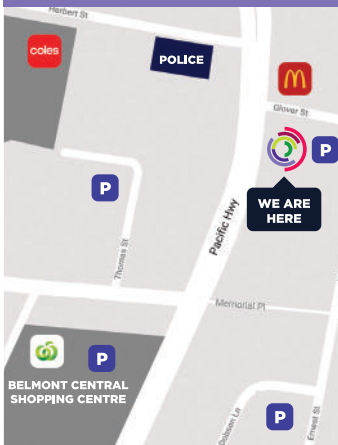 Herbert St
coles
POLICE
Glover St
P
WE ARE
HERE
P
Pacific Hwy
Thomas St
Memorial Pl
P
BELMONT CENTRAL
SHOPPING CENTRE
Dobson Ln
P
Ernest St